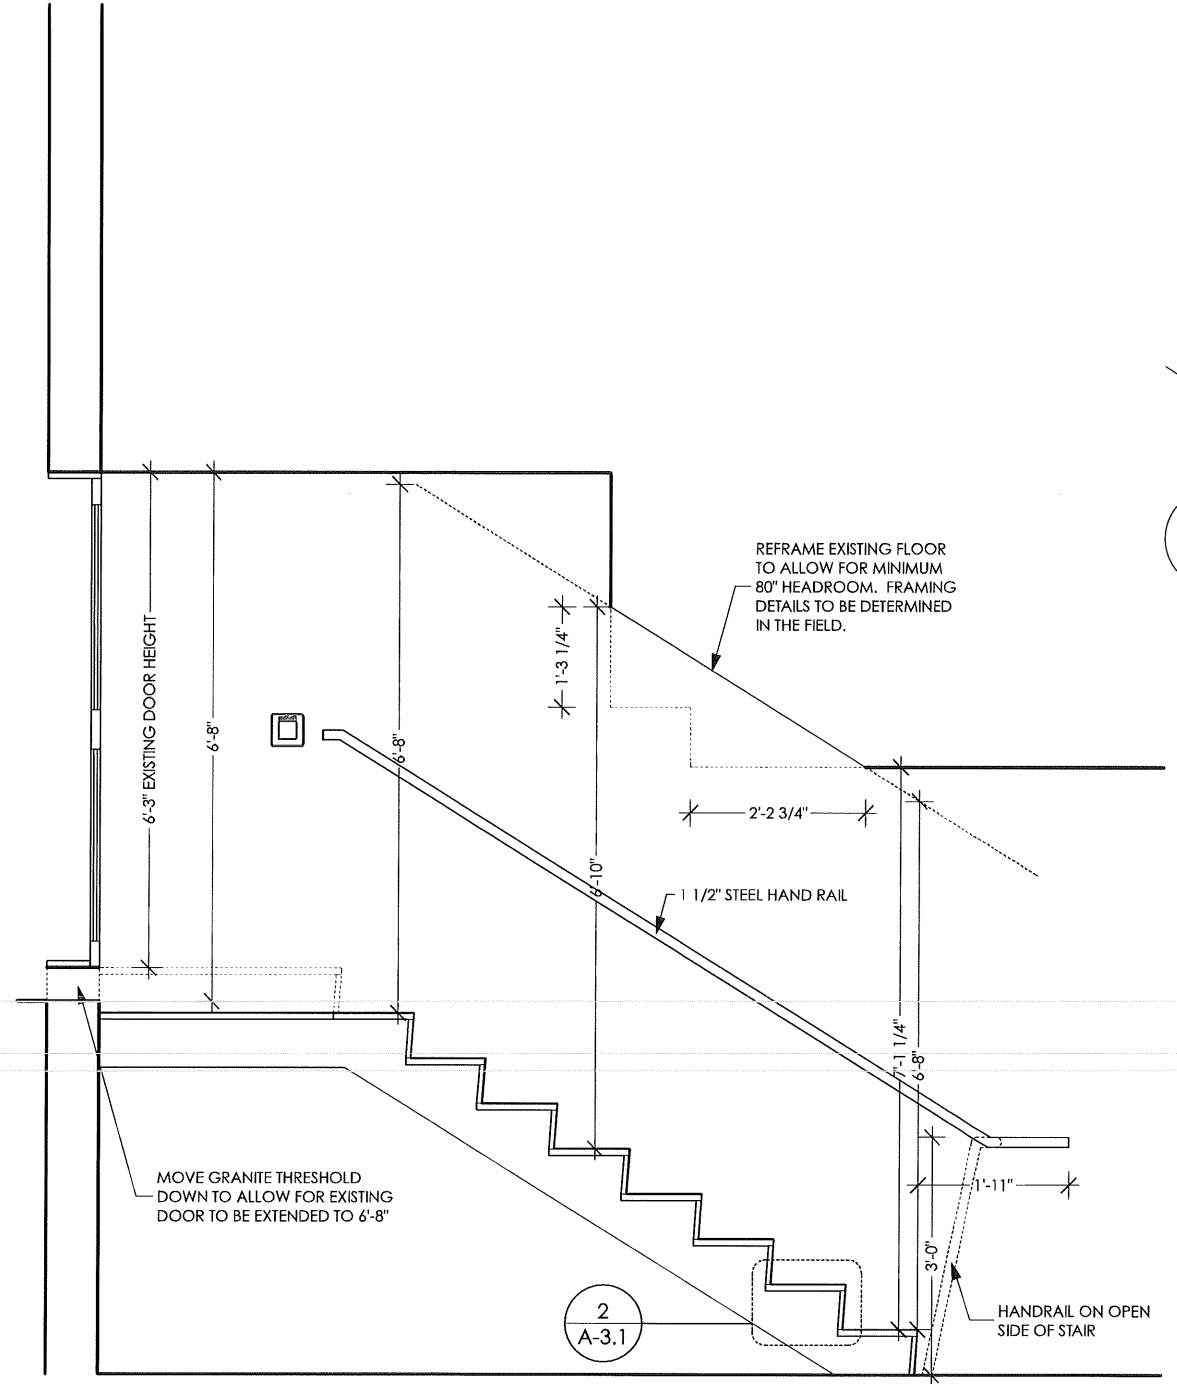 REFRAME EXISTING FLOOR
TO ALLOW FOR MINIMUM
80" HEADROOM.  FRAMING
DETAILS TO BE DETERMINED
IN THE FIELD.
6'-3" EXISTING DOOR HEIGHT
6'-8"
6'-8"
1'-3 1/4"
6'-10"
2'-2 3/4"
1 1/2" STEEL HAND RAIL
7'-1 1/4"
6'-8"
1'-11"
3'-0"
MOVE GRANITE THRESHOLD
DOWN TO ALLOW FOR EXISTING
DOOR TO BE EXTENDED TO 6'-8"
2
A-3.1
HANDRAIL ON OPEN
SIDE OF STAIR